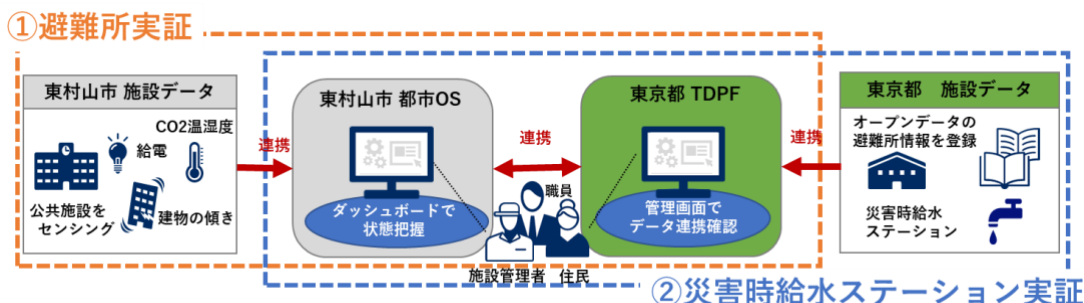 ①避難所実証
東村山市 施設データ
CO2温湿度
給電
公共施設を
センシング
建物の傾き
連携
東村山市 都市OS
ダッシュボードで
状態把握
連携
職員
施設管理者 住民
東京都 TDPF
管理画面で
データ連携確認
連携
東京都 施設データ
オープンデータの
避難所情報を登録
災害時給水
ステーション
②災害時給水ステーション実証